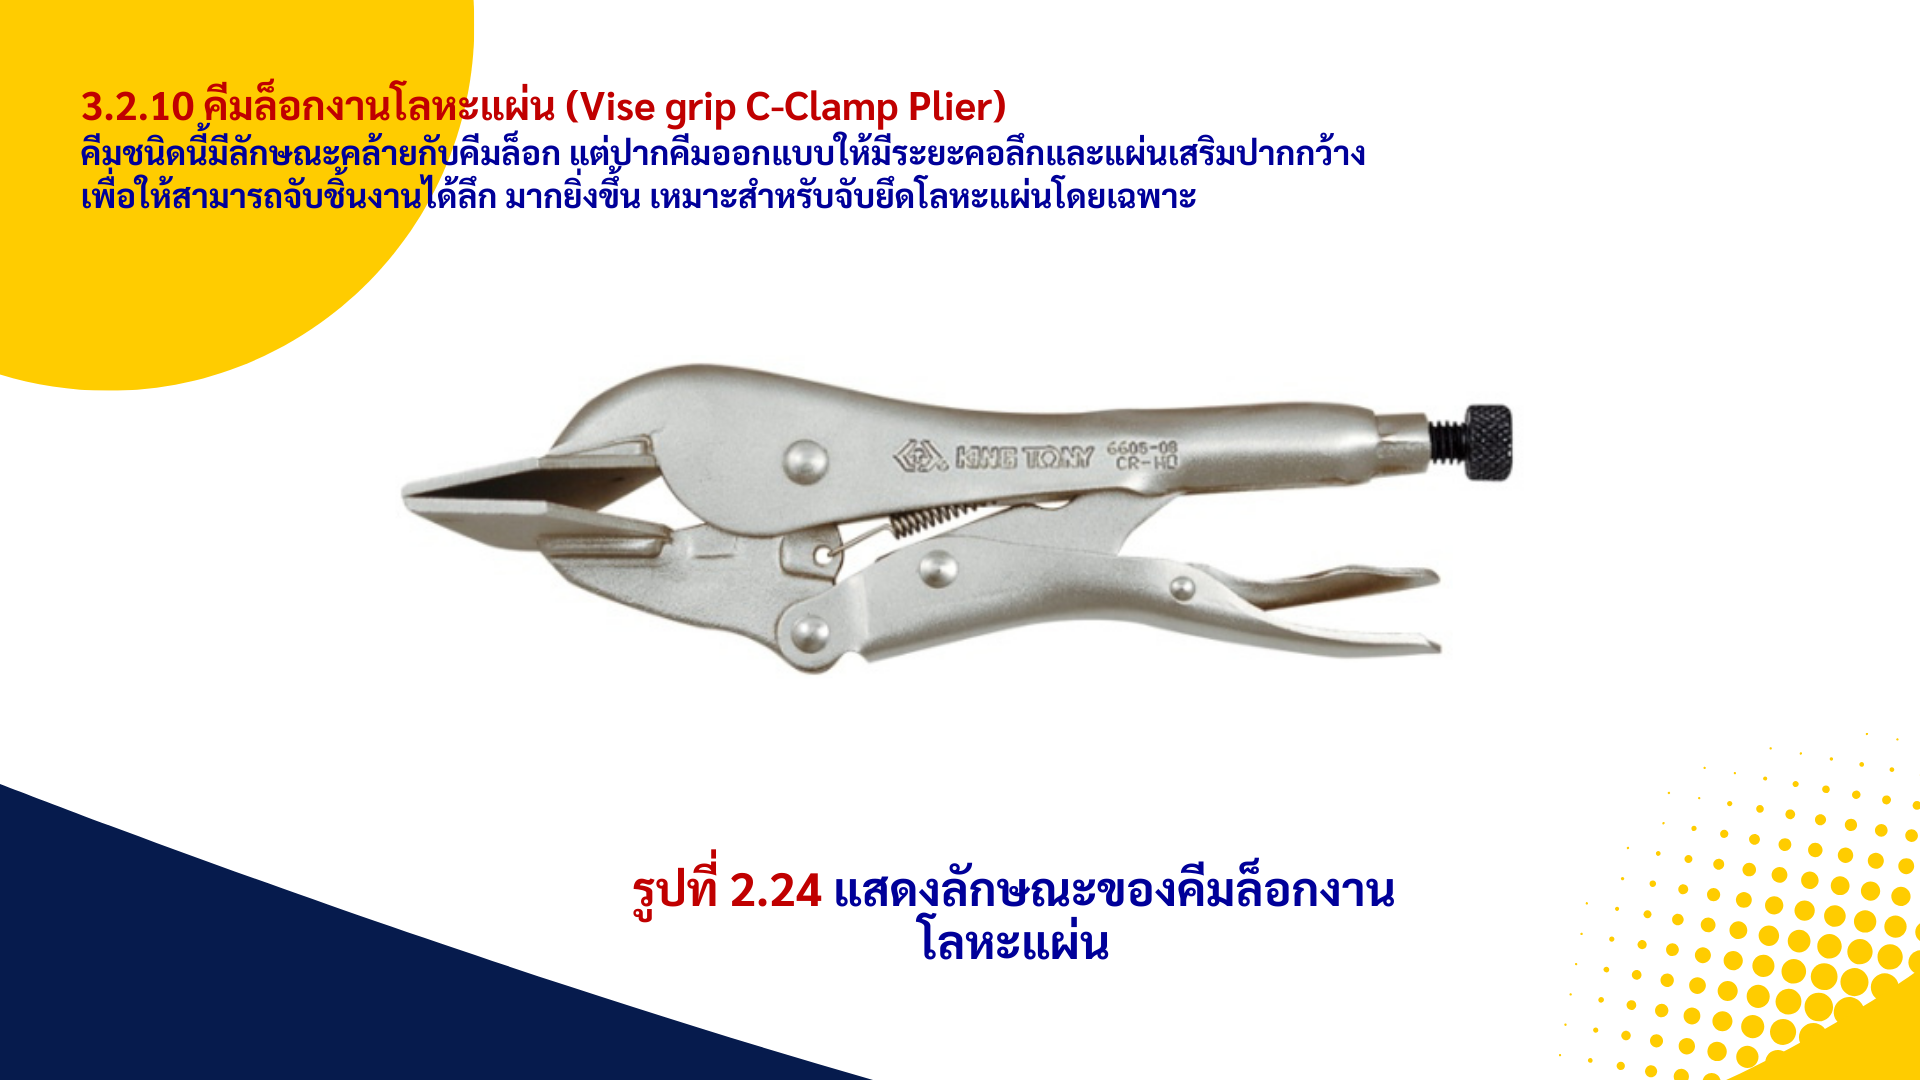 3.2.10 คีมล็อกงานโลหะแผ่น (Vise grip C-Clamp Plier)
คีมชนิดนี้มีลักษณะคล้ายกับคีมล็อก แต่ปากคีมออกแบบให้มีระยะคอลึกและแผ่นเสริมปากกว้าง
เพื่อให้สามารถจับชิ้นงานได้ลึก มากยิ่งขึ้น เหมาะสำหรับจับยึดโลหะแผ่นโดยเฉพาะ
KING TONY 6605-08
CR-MO
รูปที่ 2.24 แสดงลักษณะของคีมล็อกงาน
โลหะแผ่น